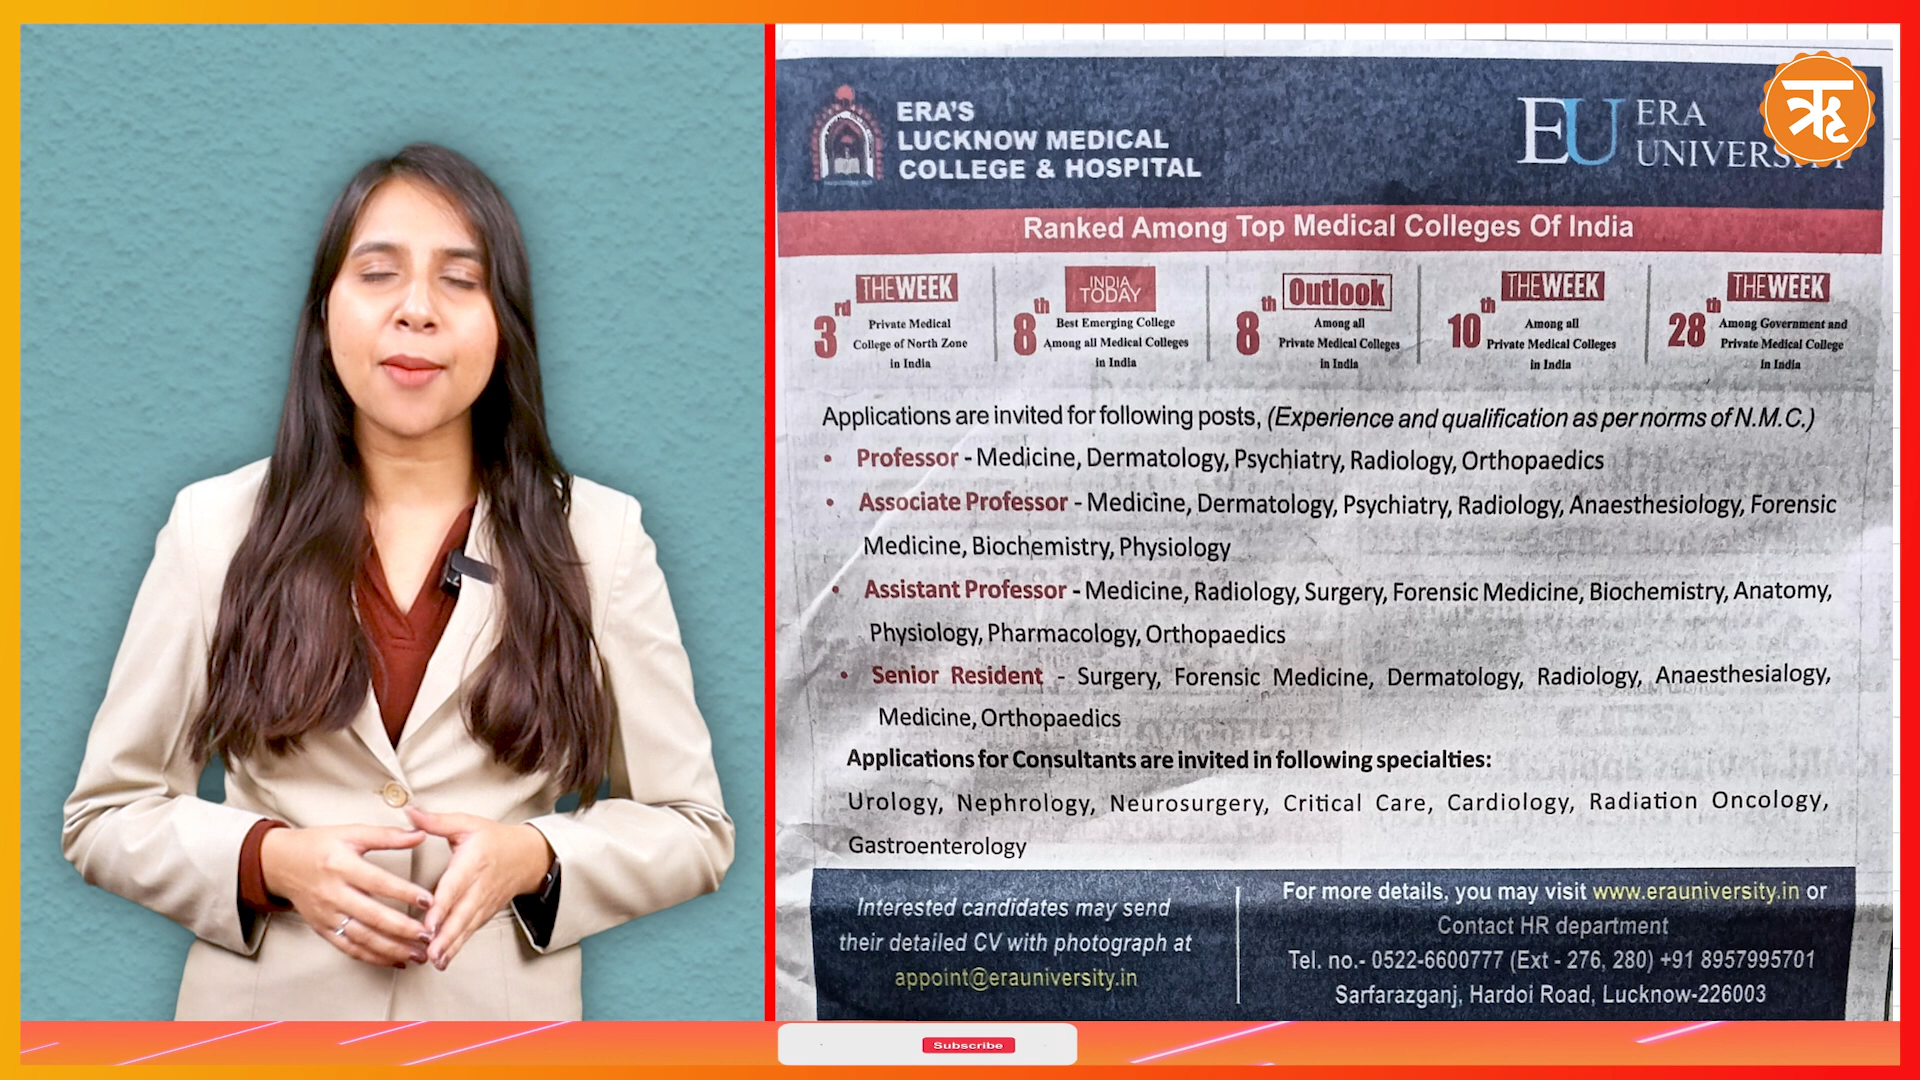 ERA'S
LUCKNOW MEDICAL
COLLEGE & HOSPITAL
EU ERA
UNIVERSITY
ऋ
Ranked Among Top Medical Colleges Of India
3rd THE WEEK
Private Medical
College of North Zone
in India
8th INDIA
TODAY
Best Emerging College
Among all Medical Colleges
in India
8th Outlook
Among all
Private Medical Colleges
in India
10th THE WEEK
Among all
Private Medical Colleges
in India
28th THE WEEK
Among Government and
Private Medical College
in India
Applications are invited for following posts, (Experience and qualification as per norms of N.M.C.)
• Professor - Medicine, Dermatology, Psychiatry, Radiology, Orthopaedics
• Associate Professor - Medicine, Dermatology, Psychiatry, Radiology, Anaesthesiology, Forensic
Medicine, Biochemistry, Physiology
• Assistant Professor - Medicine, Radiology, Surgery, Forensic Medicine, Biochemistry, Anatomy,
Physiology, Pharmacology, Orthopaedics
• Senior Resident - Surgery, Forensic Medicine, Dermatology, Radiology, Anaesthesialogy,
Medicine, Orthopaedics
Applications for Consultants are invited in following specialties:
Urology, Nephrology, Neurosurgery, Critical Care, Cardiology, Radiation Oncology,
Gastroenterology
Interested candidates may send
their detailed CV with photograph at
appoint@erauniversity.in
For more details, you may visit www.erauniversity.in or
Contact HR department
Tel. no.- 0522-6600777 (Ext - 276, 280) +91 8957995701
Sarfarazganj, Hardoi Road, Lucknow-226003
Subscribe